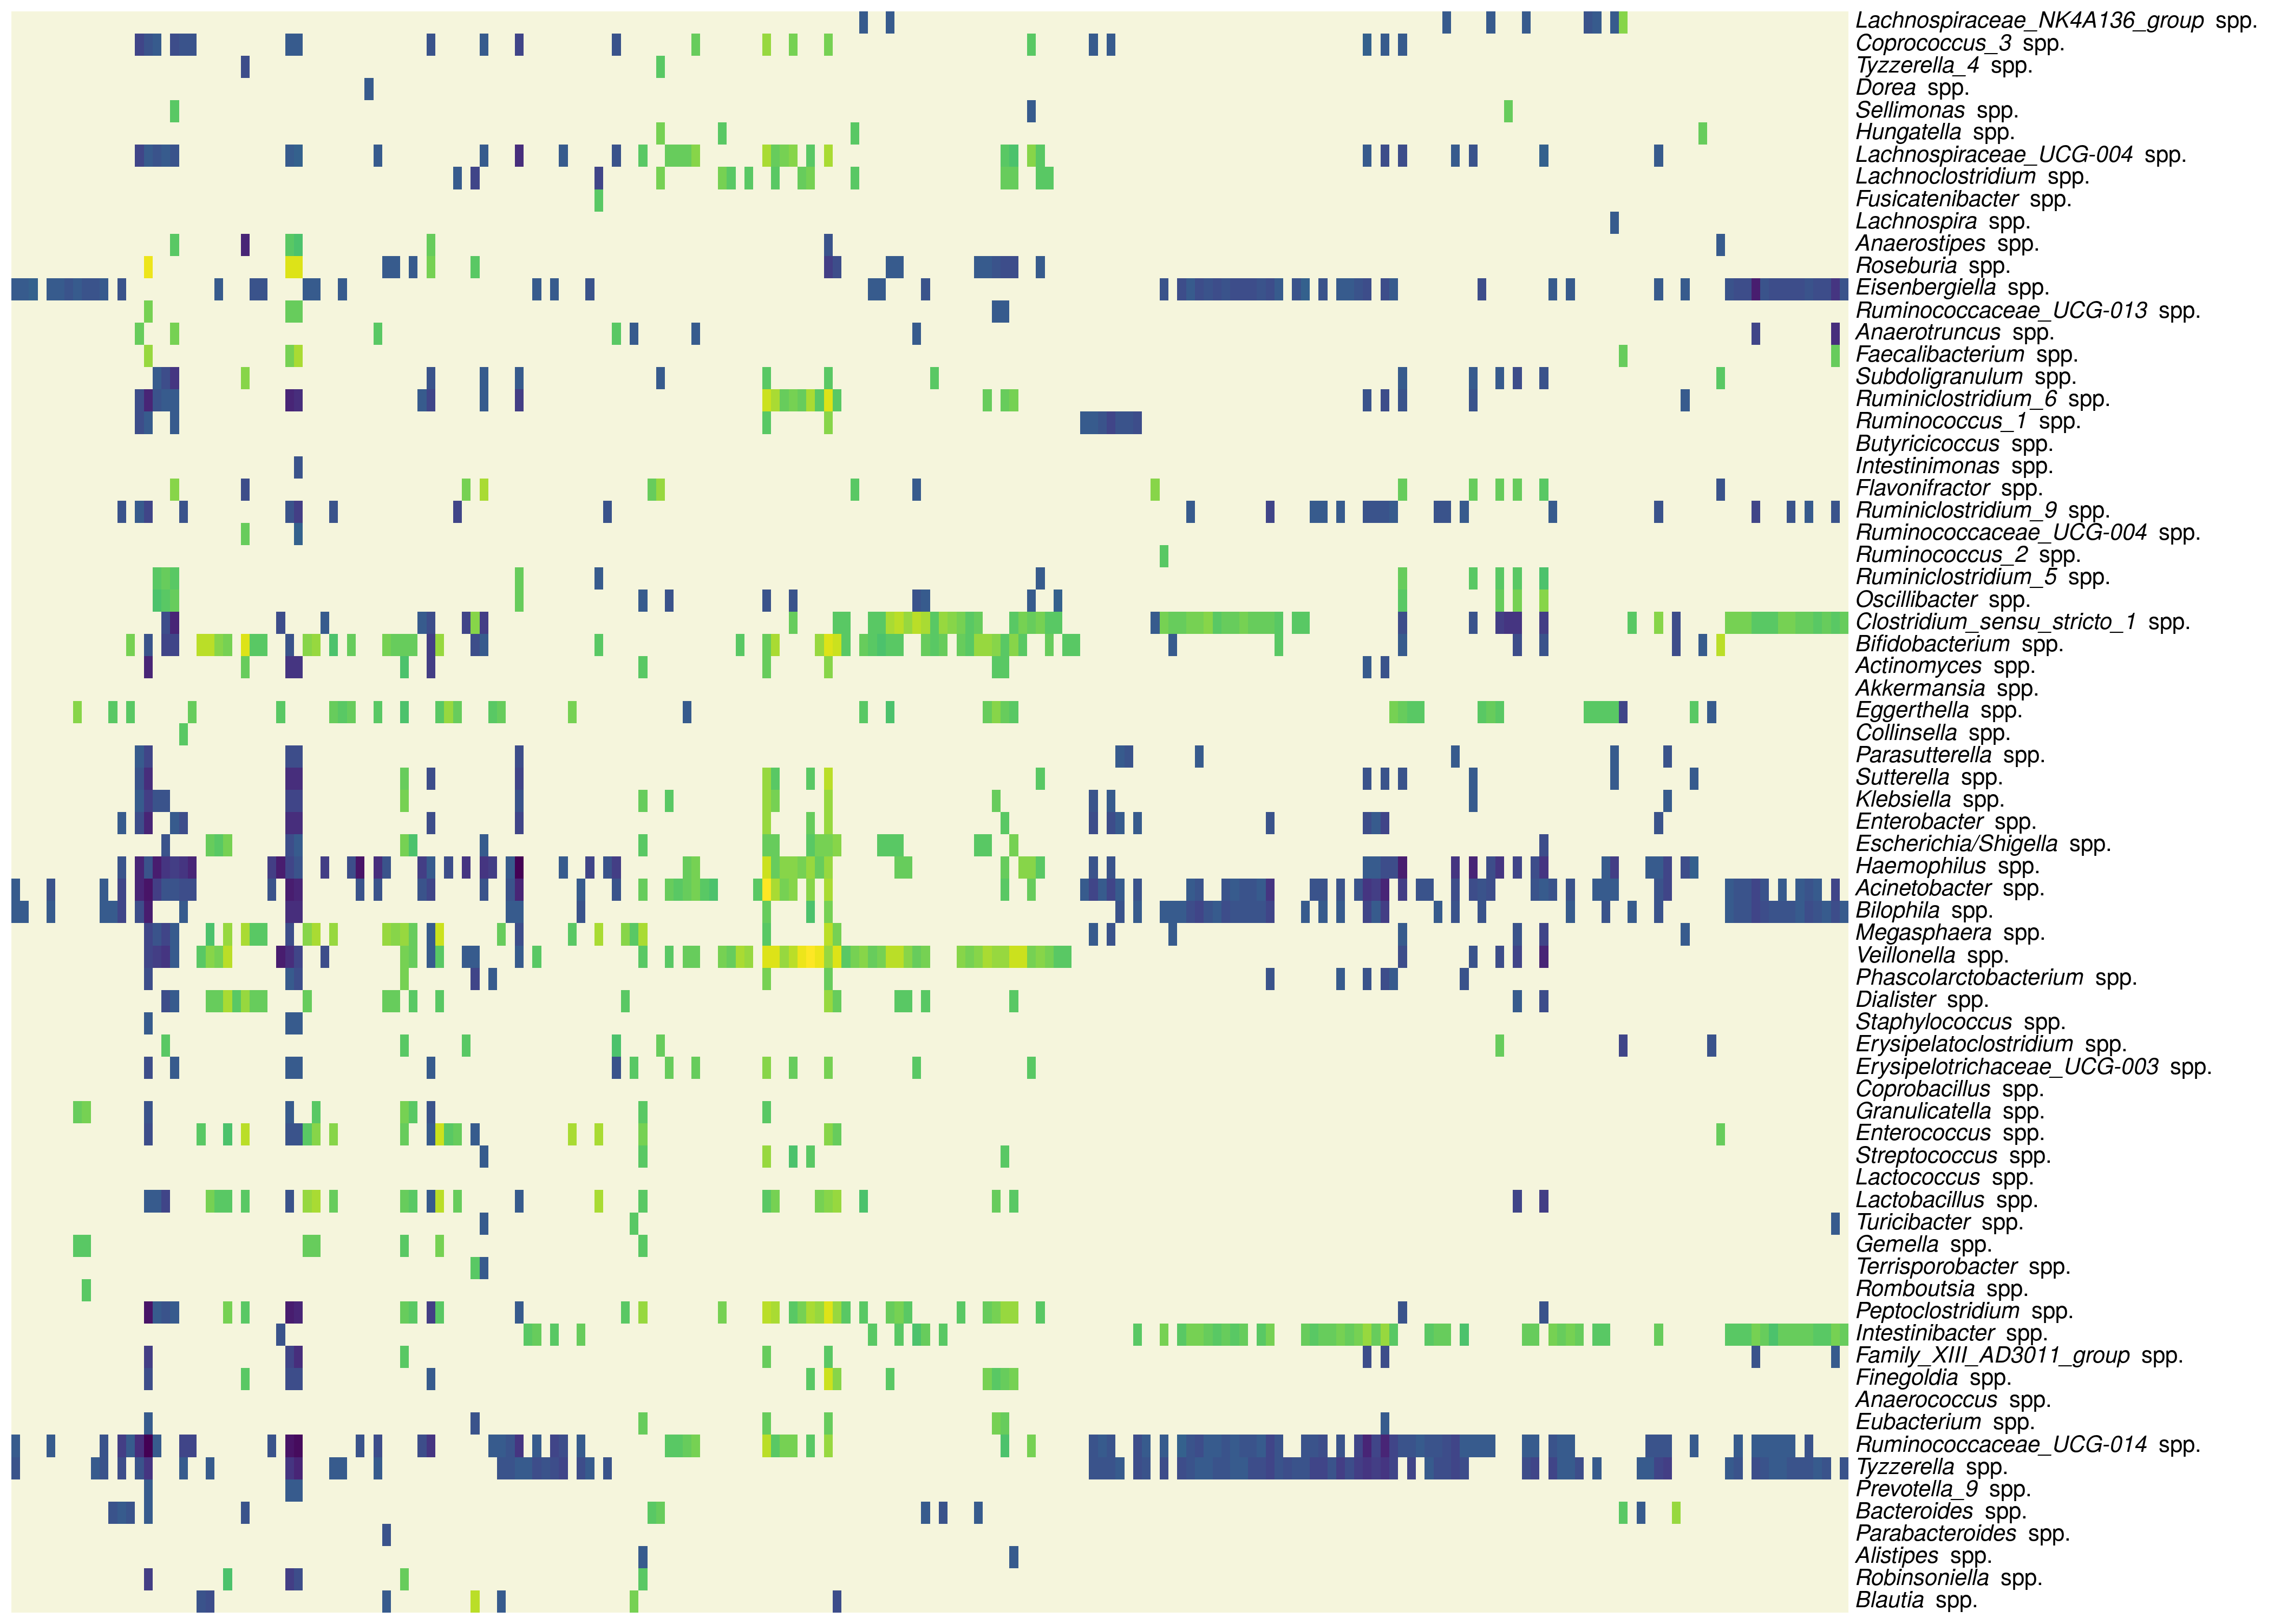 Lachnospiraceae_NK4A136_group spp.
Coprococcus_3 spp.
Tyzzerella_4 spp.
Dorea spp.
Sellimonas spp.
Hungatella spp.
Lachnospiraceae_UCG-004 spp.
Lachnoclostridium spp.
Fusicatenibacter spp.
Lachnospira spp.
Anaerostipes spp.
Roseburia spp.
Eisenbergiella spp.
Ruminococcaceae_UCG-013 spp.
Anaerotruncus spp.
Faecalibacterium spp.
Subdoligranulum spp.
Ruminiclostridium_6 spp.
Ruminococcus_1 spp.
Butyricicoccus spp.
Intestinimonas spp.
Flavonifractor spp.
Ruminiclostridium_9 spp.
Ruminococcaceae_UCG-004 spp.
Ruminococcus_2 spp.
Ruminiclostridium_5 spp.
Oscillibacter spp.
Clostridium_sensu_stricto_1 spp.
Bifidobacterium spp.
Actinomyces spp.
Akkermansia spp.
Eggerthella spp.
Collinsella spp.
Parasutterella spp.
Sutterella spp.
Klebsiella spp.
Enterobacter spp.
Escherichia/Shigella spp.
Haemophilus spp.
Acinetobacter spp.
Bilophila spp.
Megasphaera spp.
Veillonella spp.
Phascolarctobacterium spp.
Dialister spp.
Staphylococcus spp.
Erysipelatoclostridium spp.
Erysipelotrichaceae_UCG-003 spp.
Coprobacillus spp.
Granulicatella spp.
Enterococcus spp.
Streptococcus spp.
Lactococcus spp.
Lactobacillus spp.
Turicibacter spp.
Gemella spp.
Terrisporobacter spp.
Romboutsia spp.
Peptoclostridium spp.
Intestinibacter spp.
Family_XIII_AD3011_group spp.
Finegoldia spp.
Anaerococcus spp.
Eubacterium spp.
Ruminococcaceae_UCG-014 spp.
Tyzzerella spp.
Prevotella_9 spp.
Bacteroides spp.
Parabacteroides spp.
Alistipes spp.
Robinsoniella spp.
Blautia spp.